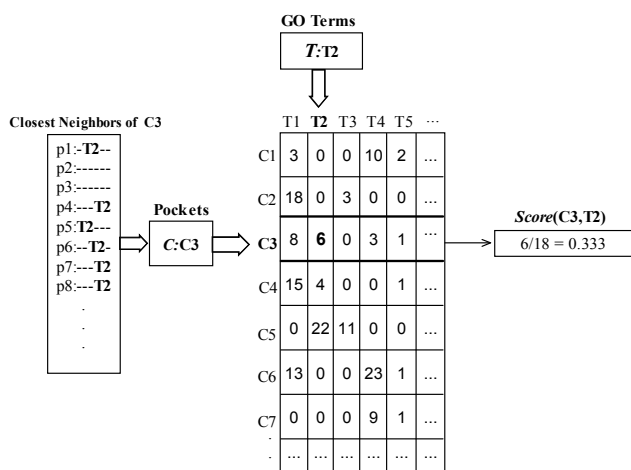 GO Terms
T:T2
Closest Neighbors of C3
p1:-T2--
p2:------
p3:------
p4:---T2
p5:T2---
p6:--T2-
p7:---T2
p8:---T2
.
.
.
Pockets
C:C3
T1 T2 T3 T4 T5 ...
C1 3 0 0 10 2 ...
C2 18 0 3 0 0 ...
C3 8 6 0 3 1 ...
C4 15 4 0 0 1 ...
C5 0 22 11 0 0 ...
C6 13 0 0 23 1 ...
C7 0 0 0 9 1 ...
. ... ... ... ... ... ...
.
Score(C3,T2)
6/18 = 0.333